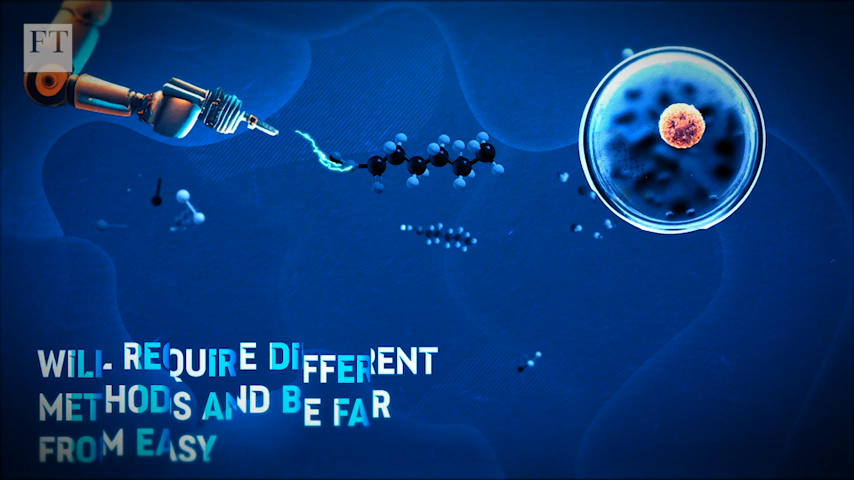 FT
WILL REQUIRE DIFFERENT
METHODS AND BE FAR
FROM EASY